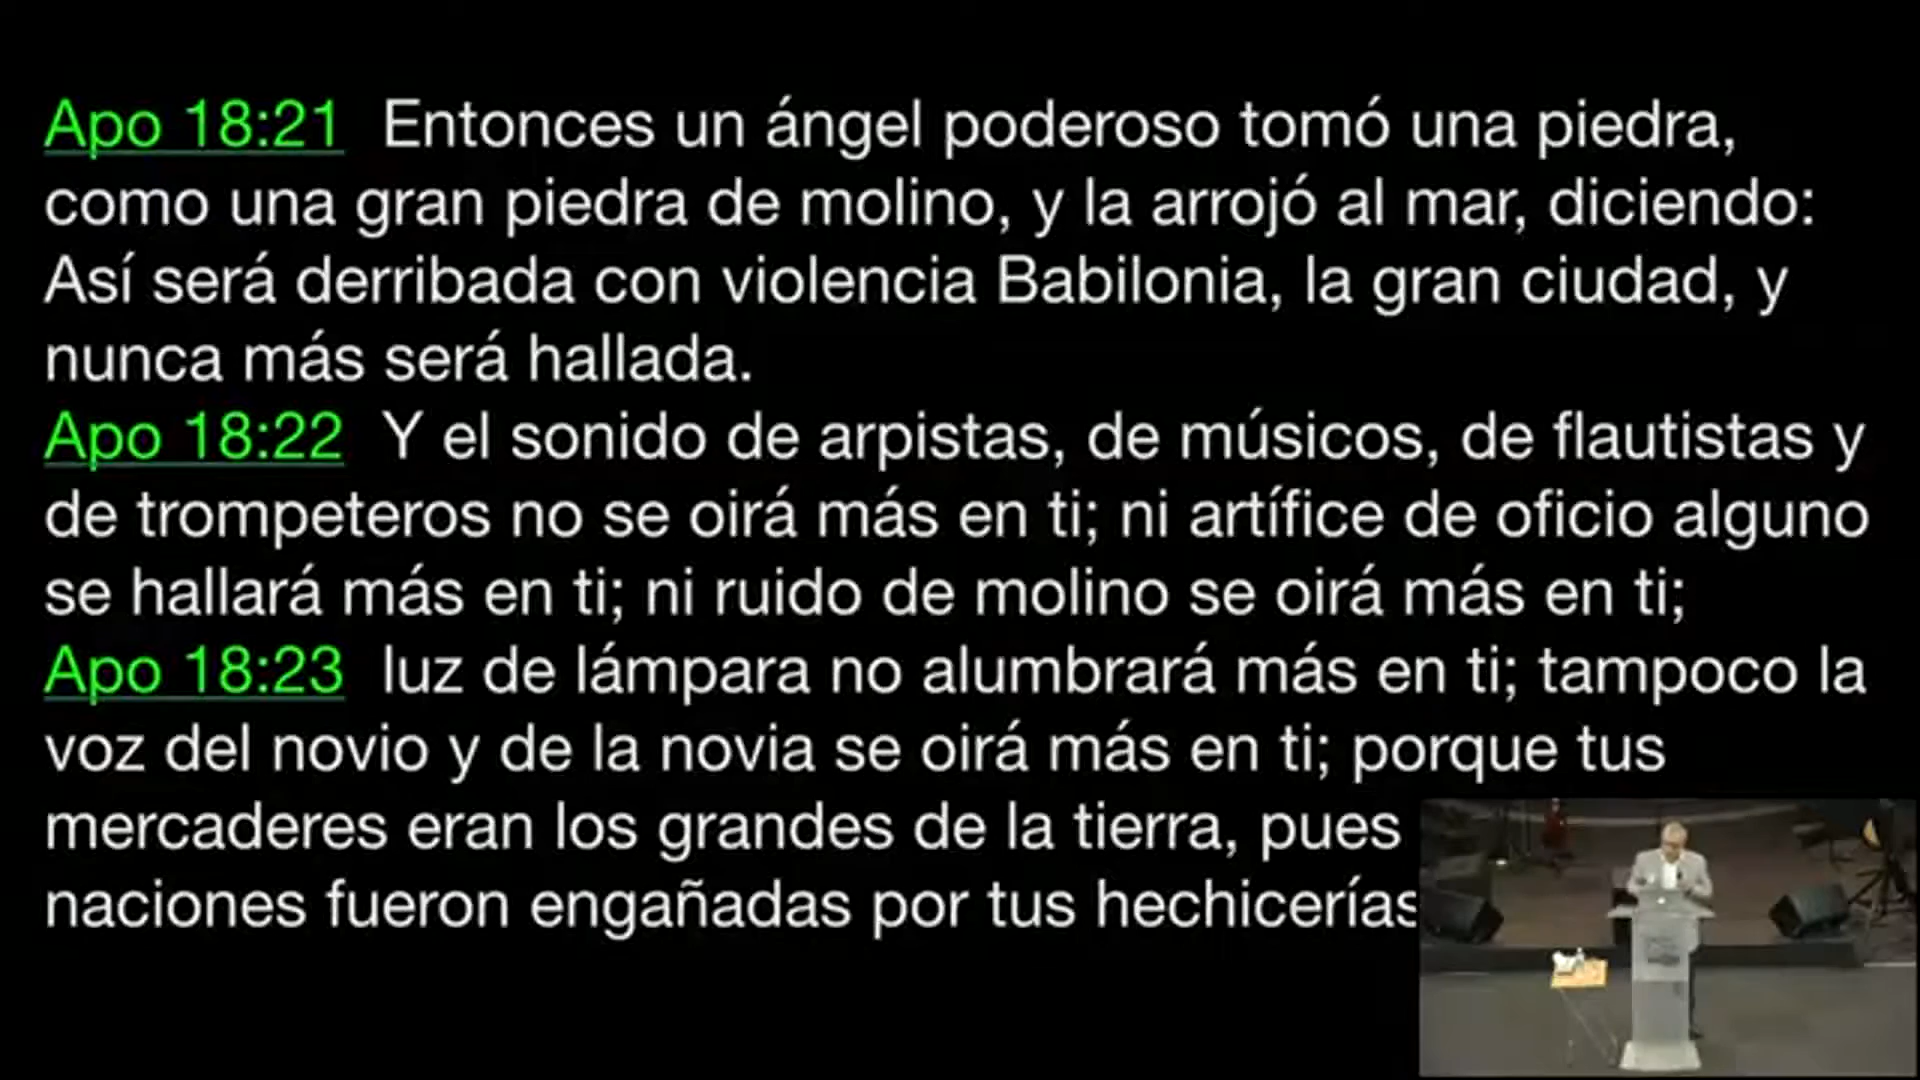 Apo 18:21 Entonces un ángel poderoso tomó una piedra,
como una gran piedra de molino, y la arrojó al mar, diciendo:
Así será derribada con violencia Babilonia, la gran ciudad, y
nunca más será hallada.
Apo 18:22 Y el sonido de arpistas, de músicos, de flautistas y
de trompeteros no se oirá más en ti; ni artífice de oficio alguno
se hallará más en ti; ni ruido de molino se oirá más en ti;
Apo 18:23 luz de lámpara no alumbrará más en ti; tampoco la
voz del novio y de la novia se oirá más en ti; porque tus
mercaderes eran los grandes de la tierra, pues
naciones fueron engañadas por tus hechicerías